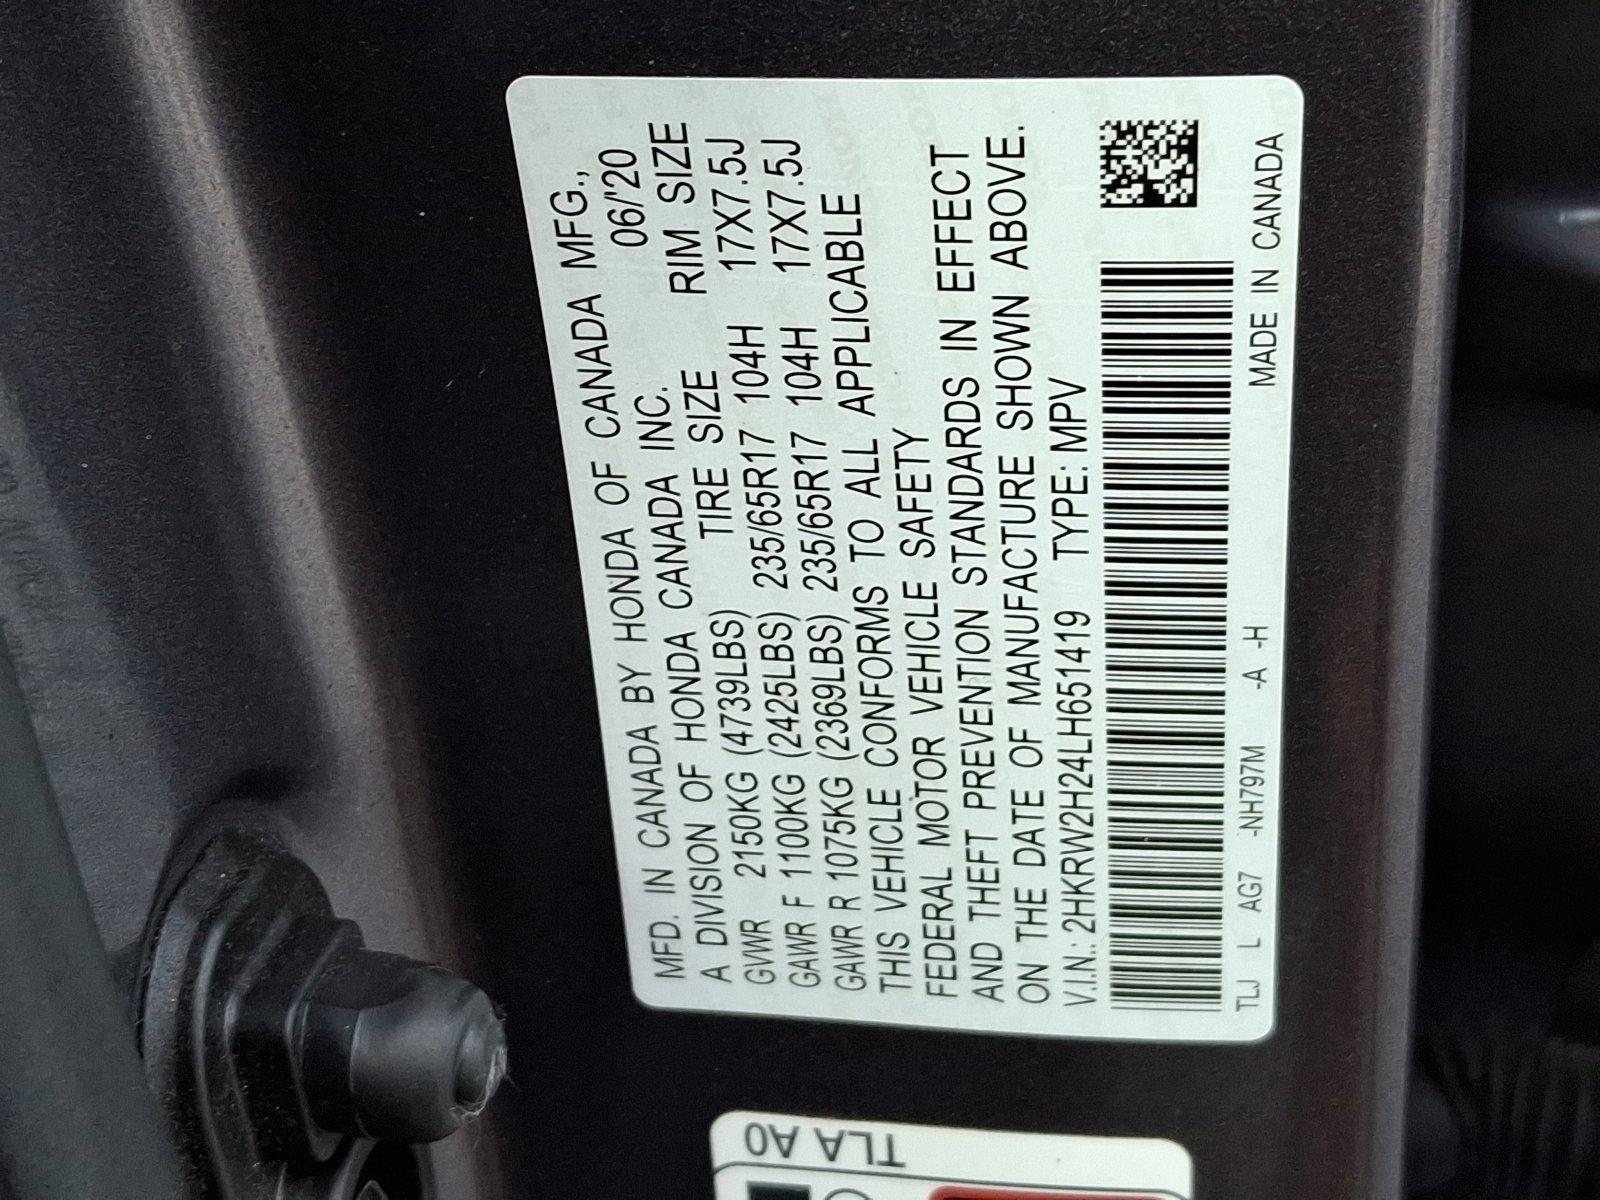 MFD. IN CANADA BY HONDA OF CANADA MFG.,
A DIVISION OF HONDA CANADA INC. 06/'20
TIRE SIZE RIM SIZE
GVWR 2150KG (4739LBS)
GAWR F 1100KG (2425LBS) 235/65R17 104H 17X7.5J
GAWR R 1075KG (2369LBS) 235/65R17 104H 17X7.5J
THIS VEHICLE CONFORMS TO ALL APPLICABLE
FEDERAL MOTOR VEHICLE SAFETY
AND THEFT PREVENTION STANDARDS IN EFFECT
ON THE DATE OF MANUFACTURE SHOWN ABOVE.
V.I.N.: 2HKRW2H24LH651419 TYPE: MPV
TLJ L AG7 -NH797M -A -H MADE IN CANADA
TLA A0